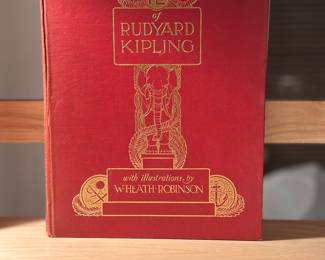 of
RUDYARD
KIPLING
with illustrations by
W·HEATH·ROBINSON